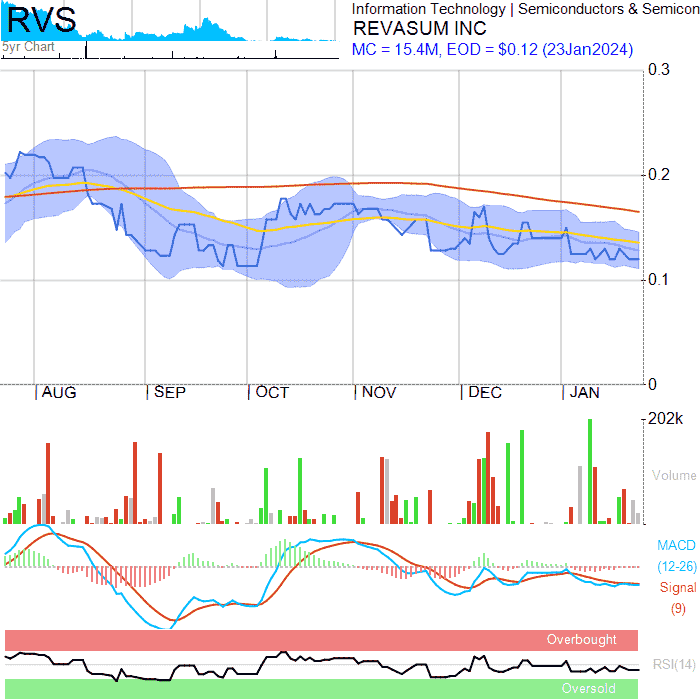 RVS
5yr Chart
Information Technology | Semiconductors & Semicon
REVASUM INC
MC = 15.4M, EOD = $0.12 (23Jan2024)
0.3
0.2
0.1
0
|AUG |SEP |OCT |NOV |DEC |JAN
202k
Volume
MACD
(12-26)
Signal
(9)
Overbought
RSI(14)
Oversold